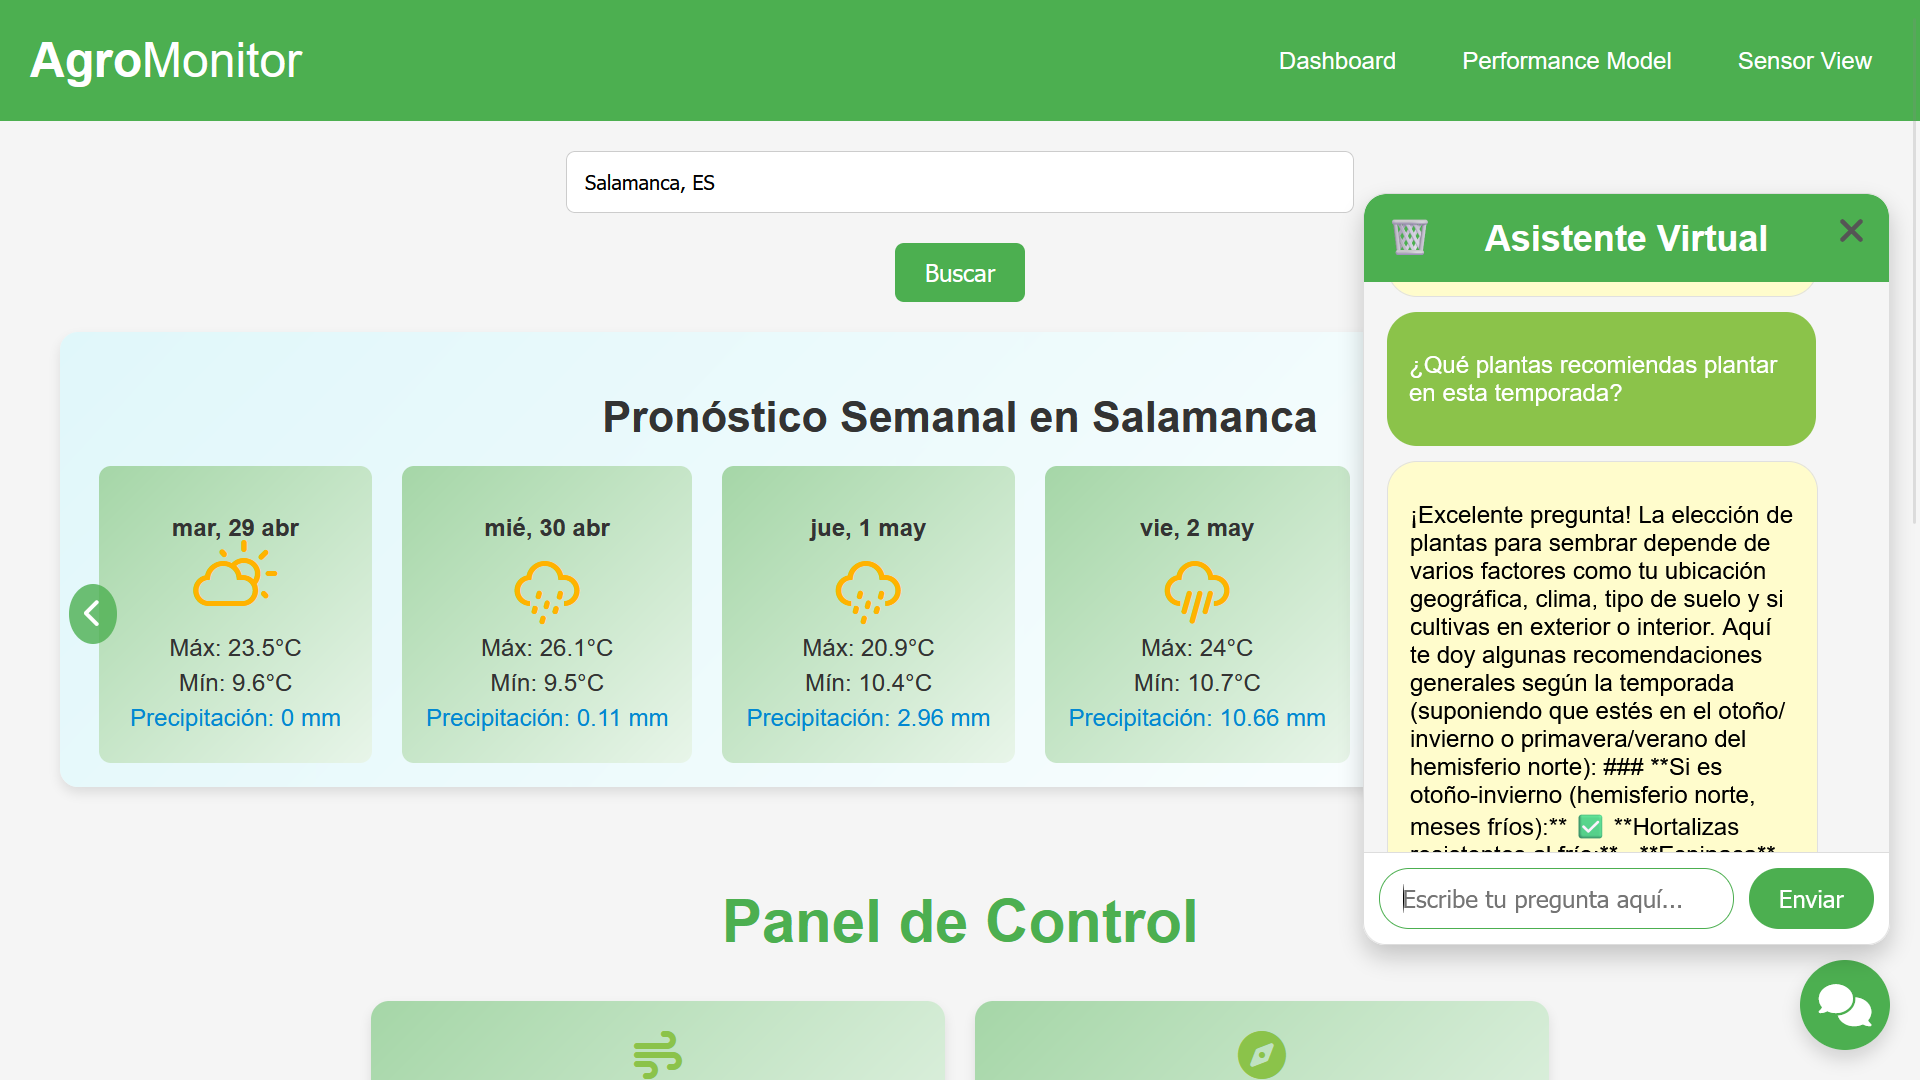 AgroMonitor
Dashboard
Performance Model
Sensor View
Salamanca, ES
Buscar
Pronóstico Semanal en Salamanca
mar, 29 abr
Máx: 23.5°C
Mín: 9.6°C
Precipitación: 0 mm
mié, 30 abr
Máx: 26.1°C
Mín: 9.5°C
Precipitación: 0.11 mm
jue, 1 may
Máx: 20.9°C
Mín: 10.4°C
Precipitación: 2.96 mm
vie, 2 may
Máx: 24°C
Mín: 10.7°C
Precipitación: 10.66 mm
Panel de Control
Asistente Virtual
¿Qué plantas recomiendas plantar
en esta temporada?
¡Excelente pregunta! La elección de
plantas para sembrar depende de
varios factores como tu ubicación
geográfica, clima, tipo de suelo y si
cultivas en exterior o interior. Aquí
te doy algunas recomendaciones
generales según la temporada
(suponiendo que estés en el otoño/
invierno o primavera/verano del
hemisferio norte): ### **Si es
otoño-invierno (hemisferio norte,
meses fríos):** ✅ **Hortalizas
resistentes al frío:** - **Espinaca**
Escribe tu pregunta aquí...
Enviar